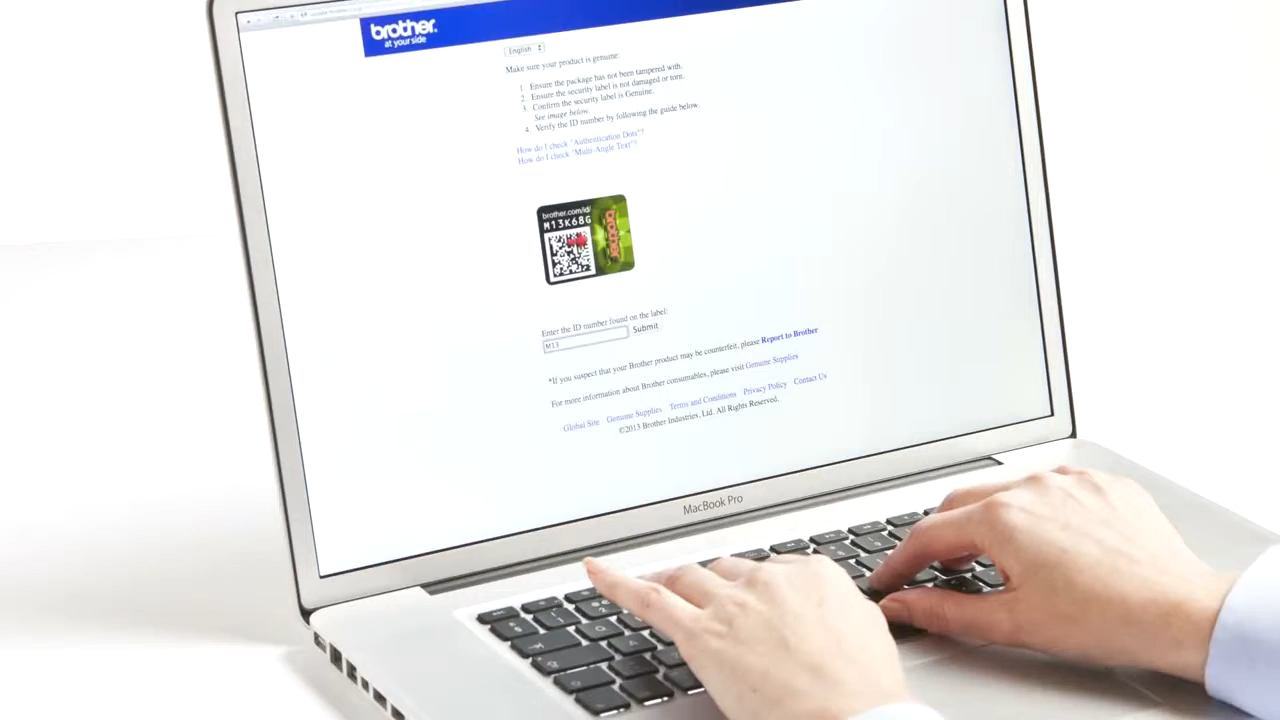 brother
at your side
English
Make sure your product is genuine:
1. Ensure the package has not been tampered with.
2. Ensure the security label is not damaged or torn.
3. Confirm the security label is Genuine.
See image below.
4. Verify the ID number by following the guide below.
How do I check "Authentication Dots"?
How do I check "Multi-Angle Text"?
brother.com/id/
M13K68G
brother
Enter the ID number found on the label:
M13
Submit
*If you suspect that your Brother product may be counterfeit, please Report to Brother
For more information about Brother consumables, please visit Genuine Supplies
Global Site Genuine Supplies Terms and Conditions Privacy Policy Contact Us
©2013 Brother Industries, Ltd. All Rights Reserved.
MacBook Pro